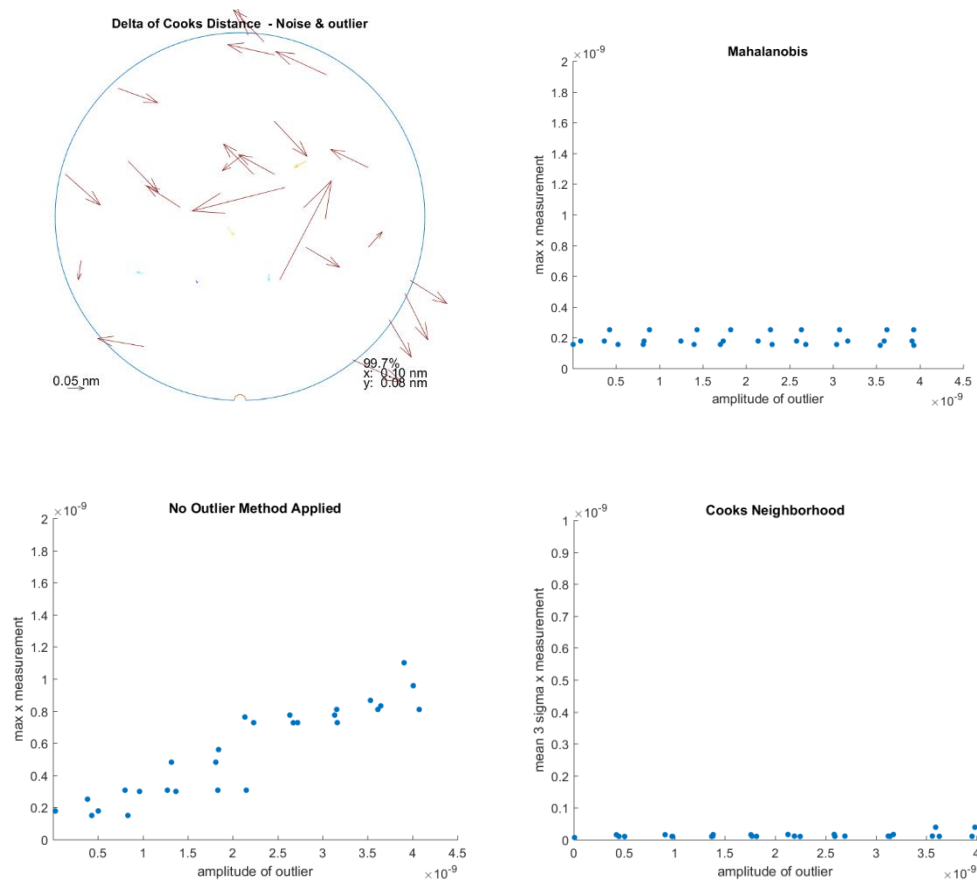 Delta of Cooks Distance - Noise & outlier
0.05 nm
99.7%
x: 0.10 nm
y: 0.08 nm
Mahalanobis
×10⁻⁹
2
1.8
1.6
1.4
1.2
1
0.8
0.6
0.4
0.2
0
max x measurement
0.5 1 1.5 2 2.5 3 3.5 4 4.5
amplitude of outlier
×10⁻⁹
No Outlier Method Applied
×10⁻⁹
2
1.8
1.6
1.4
1.2
1
0.8
0.6
0.4
0.2
0
max x measurement
0.5 1 1.5 2 2.5 3 3.5 4 4.5
amplitude of outlier
×10⁻⁹
Cooks Neighborhood
×10⁻⁹
1
0.9
0.8
0.7
0.6
0.5
0.4
0.3
0.2
0.1
0
mean 3 sigma x measurement
0 0.5 1 1.5 2 2.5 3 3.5 4
amplitude of outlier
×10⁻⁹